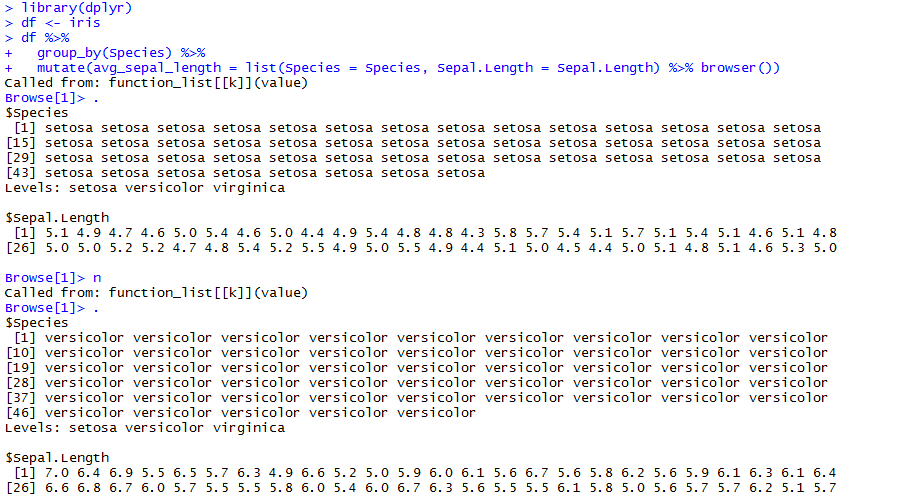 > library(dplyr)
> df <- iris
> df %>%
+   group_by(Species) %>%
+   mutate(avg_sepal_length = list(Species = Species, Sepal.Length = Sepal.Length) %>% browser())
Called from: function_list[[k]](value)
Browse[1]> .
$Species
 [1] setosa setosa setosa setosa setosa setosa setosa setosa setosa setosa setosa setosa setosa setosa
[15] setosa setosa setosa setosa setosa setosa setosa setosa setosa setosa setosa setosa setosa setosa
[29] setosa setosa setosa setosa setosa setosa setosa setosa setosa setosa setosa setosa setosa setosa
[43] setosa setosa setosa setosa setosa setosa setosa setosa
Levels: setosa versicolor virginica

$Sepal.Length
 [1] 5.1 4.9 4.7 4.6 5.0 5.4 4.6 5.0 4.4 4.9 5.4 4.8 4.8 4.3 5.8 5.7 5.4 5.1 5.7 5.1 5.4 5.1 4.6 5.1 4.8
[26] 5.0 5.0 5.2 5.2 4.7 4.8 5.4 5.2 5.5 4.9 5.0 5.5 4.9 4.4 5.1 5.0 4.5 4.4 5.0 5.1 4.8 5.1 4.6 5.3 5.0

Browse[1]> n
Called from: function_list[[k]](value)
Browse[1]> .
$Species
 [1] versicolor versicolor versicolor versicolor versicolor versicolor versicolor versicolor versicolor
[10] versicolor versicolor versicolor versicolor versicolor versicolor versicolor versicolor versicolor
[19] versicolor versicolor versicolor versicolor versicolor versicolor versicolor versicolor versicolor
[28] versicolor versicolor versicolor versicolor versicolor versicolor versicolor versicolor versicolor
[37] versicolor versicolor versicolor versicolor versicolor versicolor versicolor versicolor versicolor
[46] versicolor versicolor versicolor versicolor versicolor
Levels: setosa versicolor virginica

$Sepal.Length
 [1] 7.0 6.4 6.9 5.5 6.5 5.7 6.3 4.9 6.6 5.2 5.0 5.9 6.0 6.1 5.6 6.7 5.6 5.8 6.2 5.6 5.9 6.1 6.3 6.1 6.4
[26] 6.6 6.8 6.7 6.0 5.7 5.5 5.5 5.8 6.0 5.4 6.0 6.7 6.3 5.6 5.5 5.5 6.1 5.8 5.0 5.6 5.7 5.7 6.2 5.1 5.7